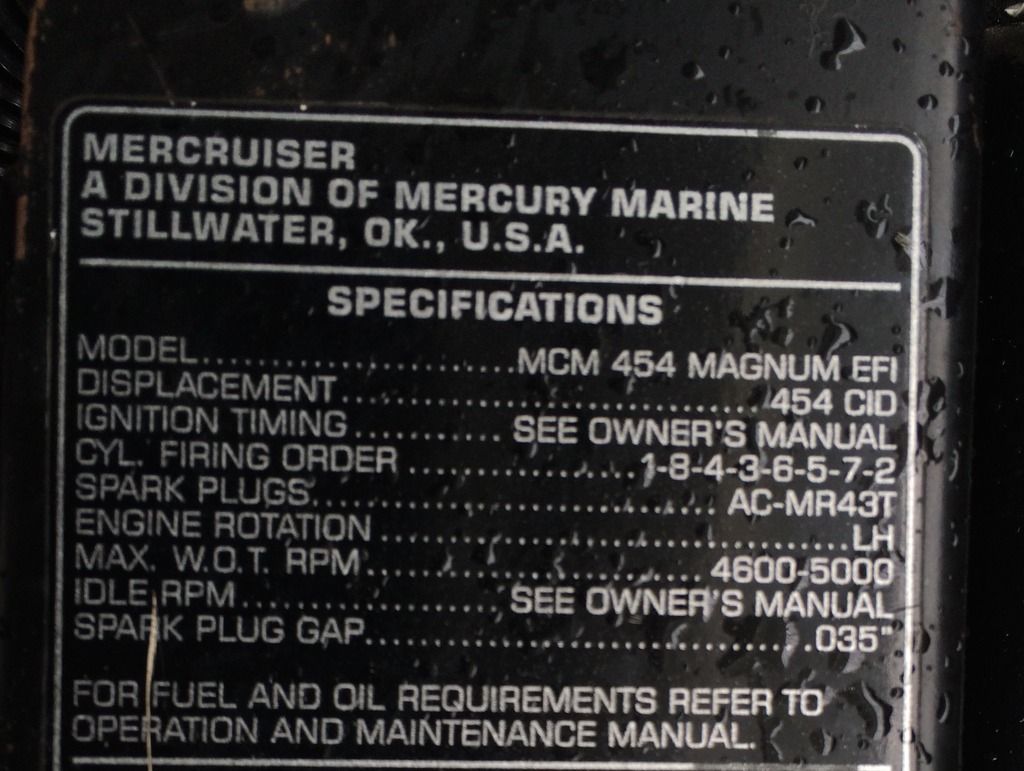 MERCRUISER
A DIVISION OF MERCURY MARINE
STILLWATER, OK., U.S.A.
SPECIFICATIONS
MODEL.......................MCM 454 MAGNUM EFI
DISPLACEMENT..............................454 CID
IGNITION TIMING........... SEE OWNER'S MANUAL
CYL. FIRING ORDER .................1-8-4-3-6-5-7-2
SPARK PLUGS.............................. AC-MR43T
ENGINE ROTATION ..................................LH
MAX. W.O.T. RPM........................ 4600-5000
IDLE RPM................... SEE OWNER'S MANUAL
SPARK PLUG GAP.................................035"
FOR FUEL AND OIL REQUIREMENTS REFER TO
OPERATION AND MAINTENANCE MANUAL.